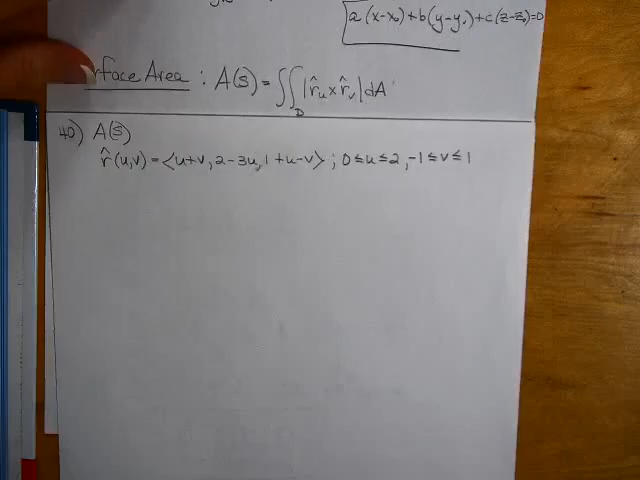 a(x-x₀)+b(y-y₀)+c(z-z₀)=0
rface Area : A(S) = ∬_D |r̂ᵤ x r̂ᵥ| dA
40) A(S)
r̂(u,v) = <u+v, 2-3u, 1+u-v> ; 0≤u≤2, -1≤v≤1